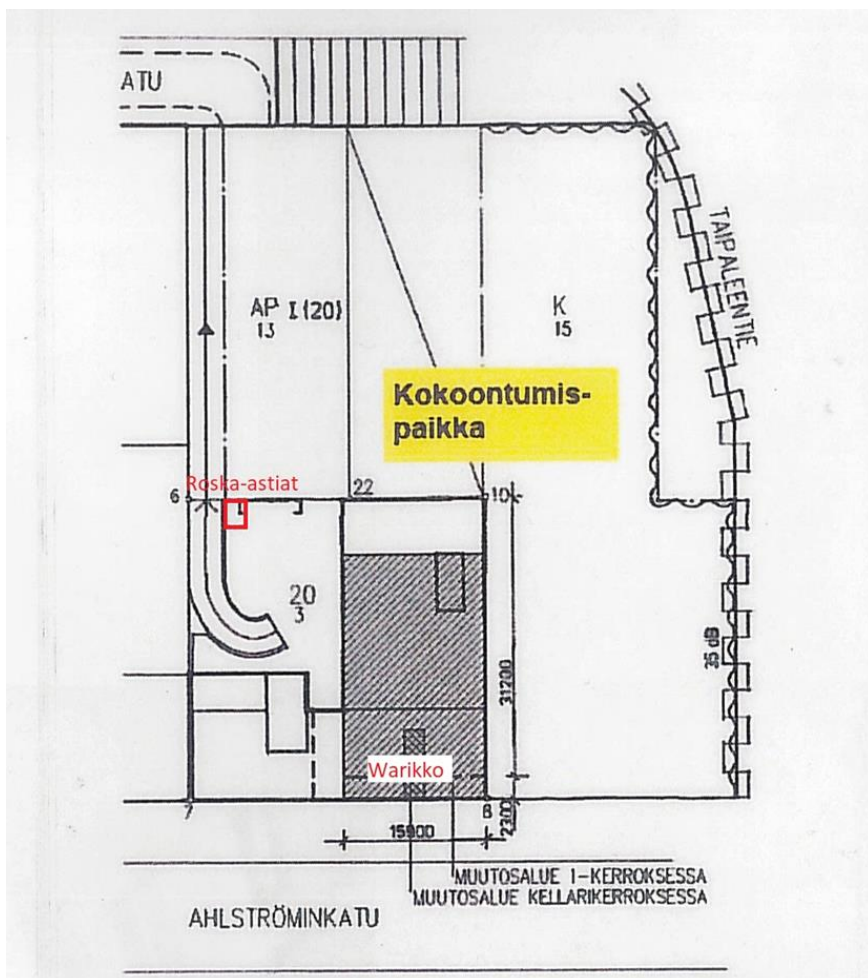 ATU
TAIPALEENTIE
AP I (20)
13
K
15
Kokoontumis-
paikka
Roska-astiat
6
22
10
20
3
35 dB
31200
Warikko
7
8
15900
2300
MUUTOSALUE I-KERROKSESSA
MUUTOSALUE KELLARIKERROKSESSA
AHLSTRÖMINKATU